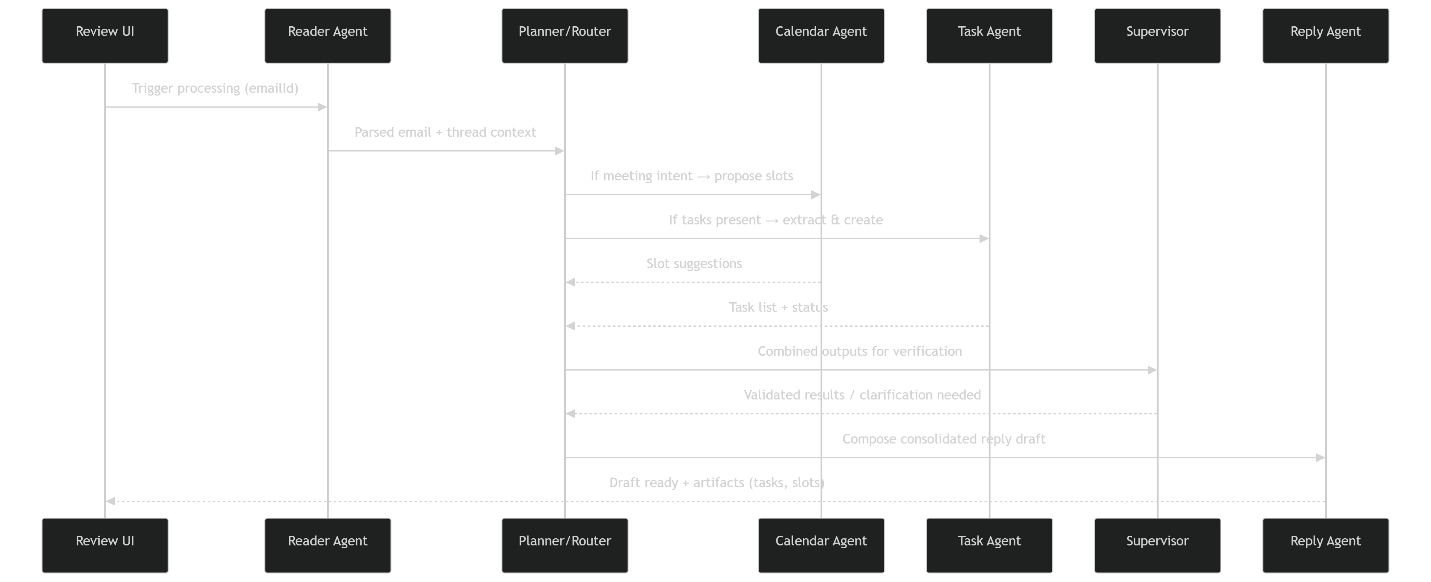 Review UI
Reader Agent
Planner/Router
Calendar Agent
Task Agent
Supervisor
Reply Agent
Trigger processing (emailId)
Parsed email + thread context
If meeting intent → propose slots
If tasks present → extract & create
Slot suggestions
Task list + status
Combined outputs for verification
Validated results / clarification needed
Compose consolidated reply draft
Draft ready + artifacts (tasks, slots)
Review UI
Reader Agent
Planner/Router
Calendar Agent
Task Agent
Supervisor
Reply Agent